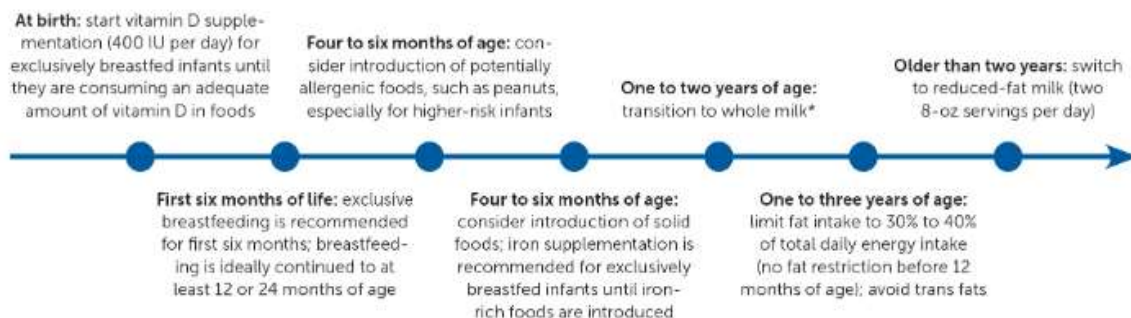 At birth: start vitamin D supple-
mentation (400 IU per day) for
exclusively breastfed infants until
they are consuming an adequate
amount of vitamin D in foods
First six months of life: exclusive
breastfeeding is recommended
for first six months; breastfeed-
ing is ideally continued to at
least 12 or 24 months of age
Four to six months of age: con-
sider introduction of potentially
allergenic foods, such as peanuts,
especially for higher-risk infants
Four to six months of age:
consider introduction of solid
foods; iron supplementation is
recommended for exclusively
breastfed infants until iron-
rich foods are introduced
One to two years of age:
transition to whole milk*
One to three years of age:
limit fat intake to 30% to 40%
of total daily energy intake
(no fat restriction before 12
months of age); avoid trans fats
Older than two years: switch
to reduced-fat milk (two
8-oz servings per day)